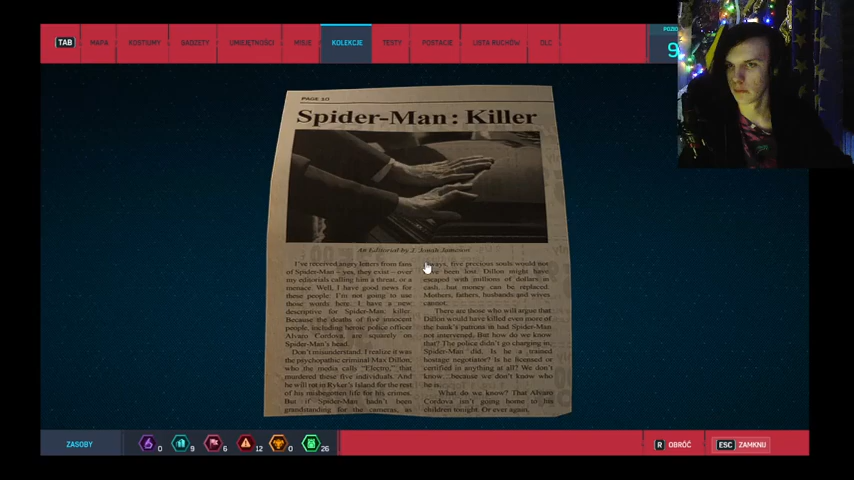 TAB
MAPA
KOSTIUMY
GADŻETY
UMIEJĘTNOŚCI
MISJE
KOLEKCJE
TESTY
POSTACIE
LISTA RUCHÓW
DLC
POZIO
9
PAGE 10
Spider-Man: Killer
An Editorial by J. Jonah Jameson
I've received angry letters from fans
of Spider-Man – yes, they exist – over
my editorials calling him a threat, or a
menace. Well, I have good news for
these people: I'm not going to use
those words here. I have a new
descriptive for Spider-Man: killer.
Because the deaths of five innocent
people, including heroic police officer
Alvaro Cordova, are squarely on
Spider-Man's head.
Don't misunderstand. I realize it was
the psychopathic criminal Max Dillon,
who the media calls "Electro," that
murdered these five individuals. And
he will rot in Ryker's Island for the rest
of his misbegotten life for his crimes.
But if Spider-Man hadn't been
grandstanding for the cameras, as
always, five precious souls would not
have been lost. Dillon might have
escaped with millions of dollars in
cash, but money can be replaced.
Mothers, fathers, husbands and wives
cannot.
There are those who will argue that
Dillon would have killed even more of
the bank's patrons if had Spider-Man
not intervened. But how do we know
that? The police didn't go charging in,
Spider-Man did. Is he a trained
hostage negotiator? Is he licensed or
certified in anything at all? We don't
know...because we don't know who
he is.
What do we know? That Alvaro
Cordova isn't going home to his
children tonight. Or ever again.
ZASOBY
0
9
6
12
0
26
R OBRÓĆ
ESC ZAMKNIJ